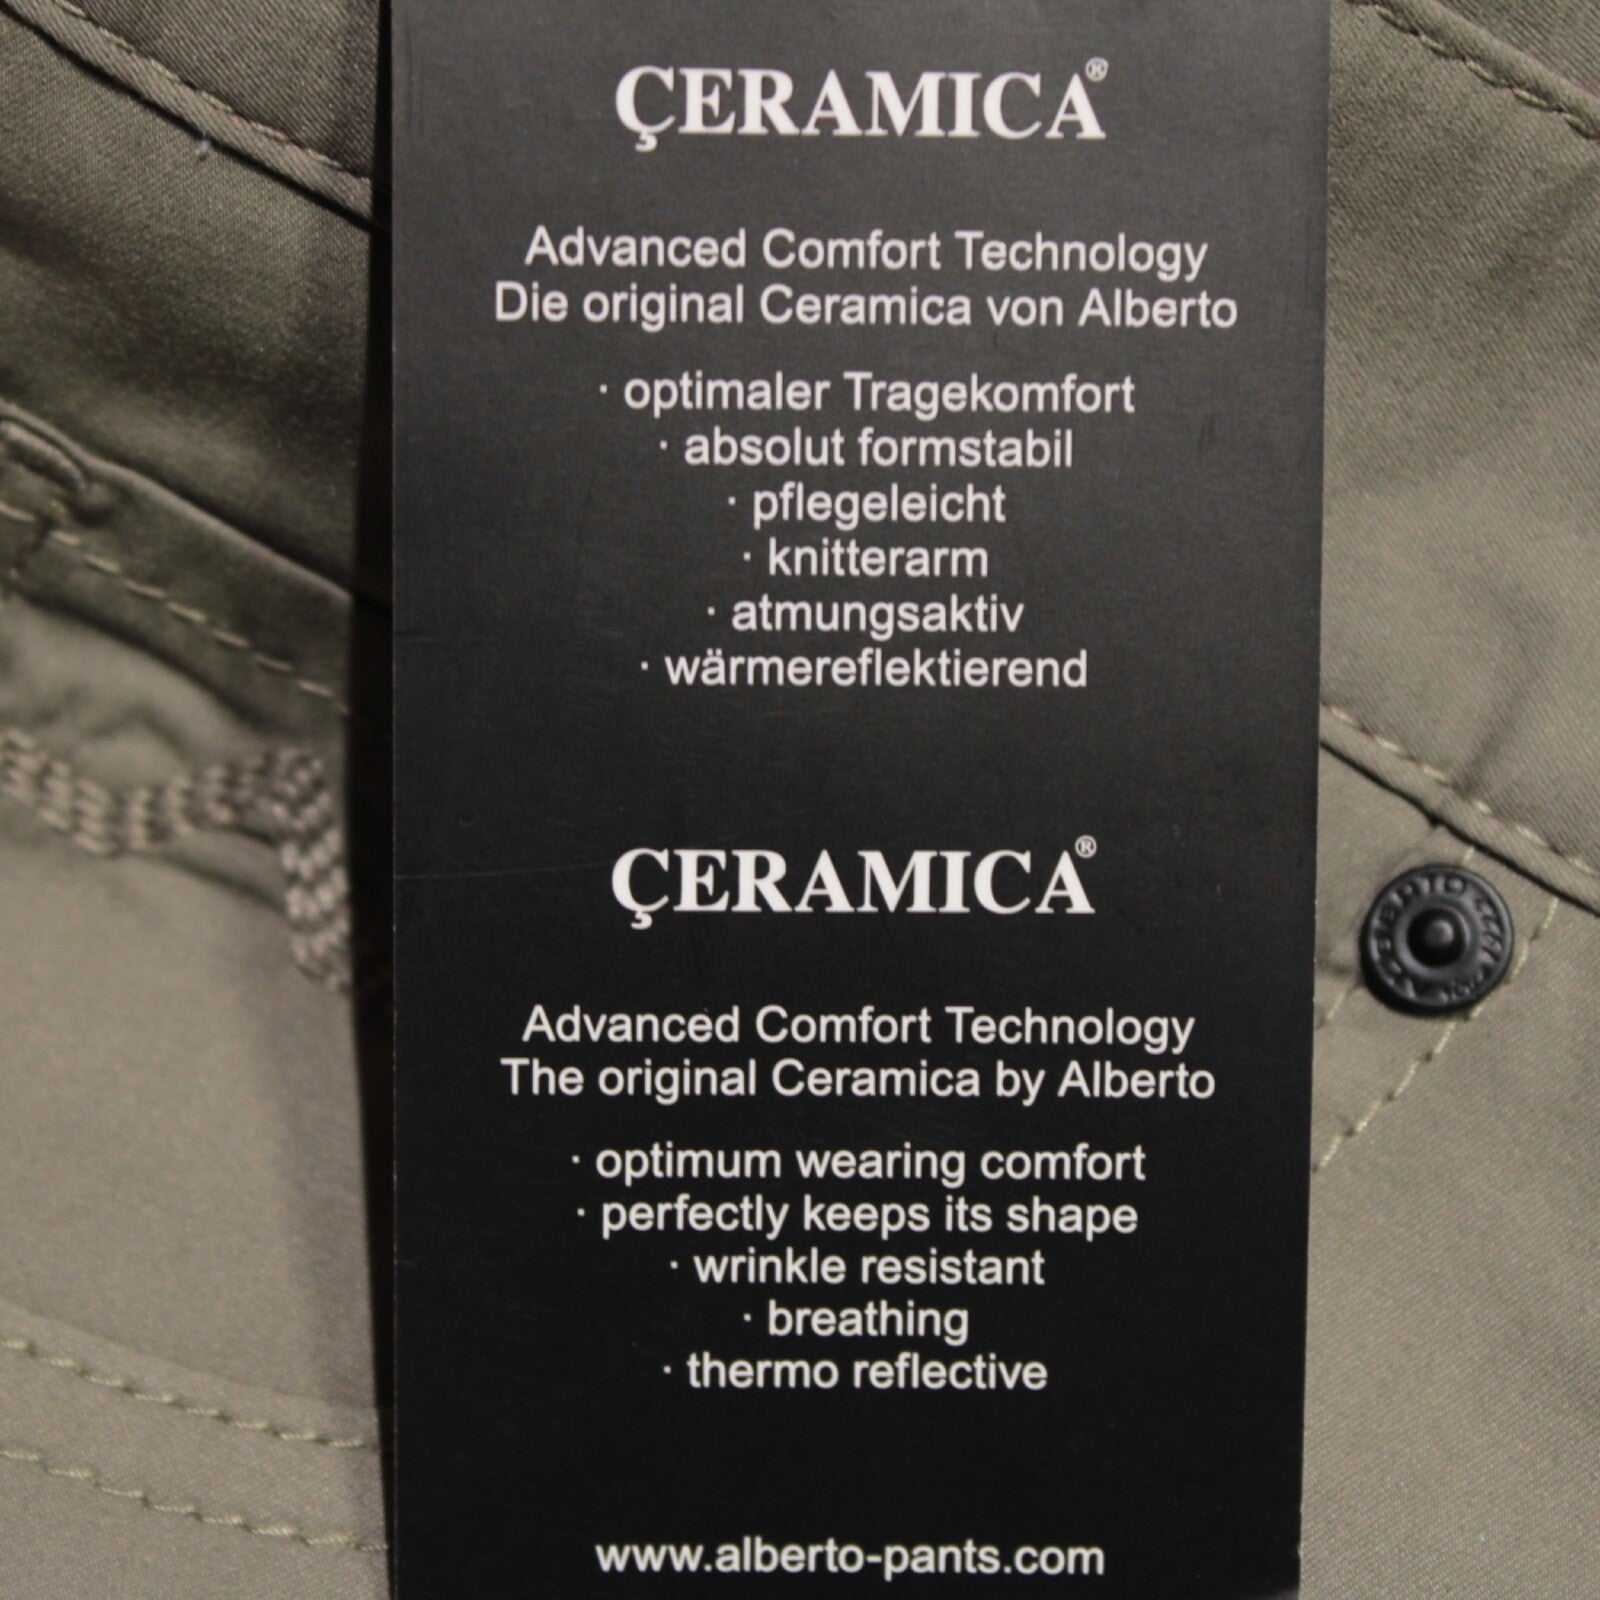 ÇERAMICA®
Advanced Comfort Technology
Die original Ceramica von Alberto
· optimaler Tragekomfort
· absolut formstabil
· pflegeleicht
· knitterarm
· atmungsaktiv
· wärmereflektierend
ÇERAMICA®
Advanced Comfort Technology
The original Ceramica by Alberto
· optimum wearing comfort
· perfectly keeps its shape
· wrinkle resistant
· breathing
· thermo reflective
www.alberto-pants.com
ALBERTO